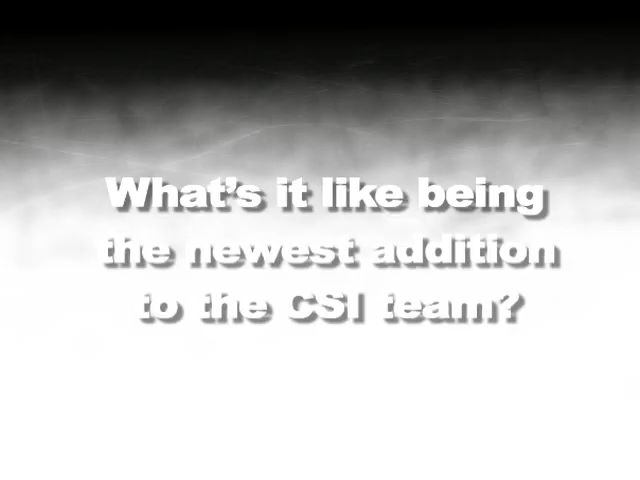 What's it like being
the newest addition
to the CSI team?